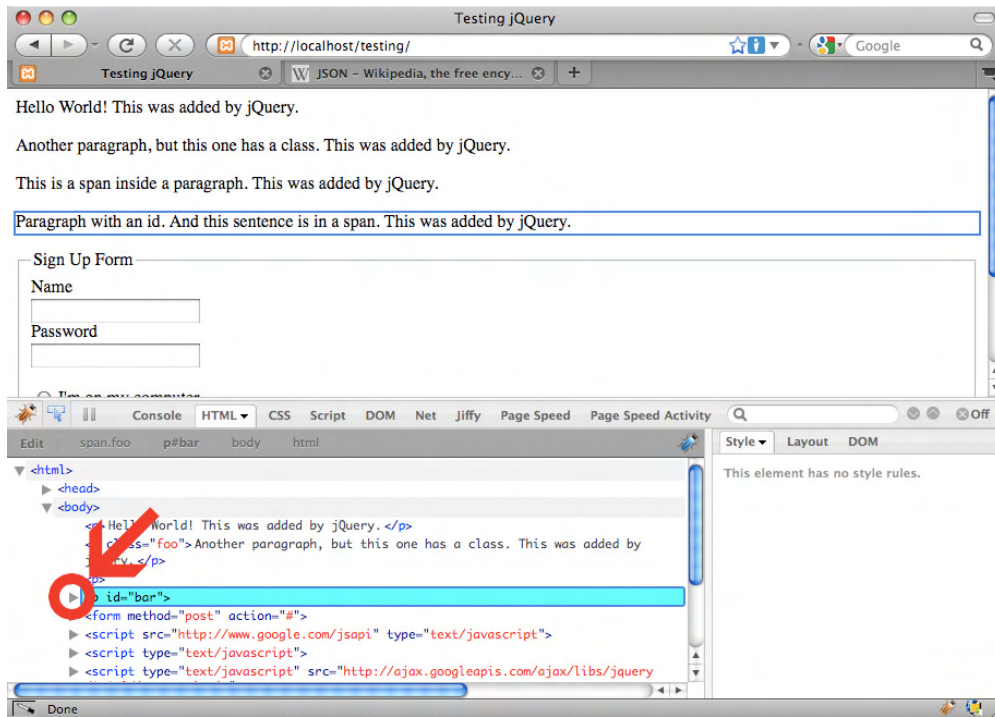 Testing jQuery
http://localhost/testing/
Google
Testing jQuery
W JSON – Wikipedia, the free ency...
+
Hello World! This was added by jQuery.
Another paragraph, but this one has a class. This was added by jQuery.
This is a span inside a paragraph. This was added by jQuery.
Paragraph with an id. And this sentence is in a span. This was added by jQuery.
Sign Up Form
Name
Password
I'm on my computer
Console HTML CSS Script DOM Net Jiffy Page Speed Page Speed Activity
Off
Edit span.foo p#bar body html
Style Layout DOM
This element has no style rules.
<html>
<head>
<body>
Hello World! This was added by jQuery.</p>
class="foo">Another paragraph, but this one has a class. This was added by
</p>
<p>
id="bar">
<form method="post" action="#">
<script src="http://www.google.com/jsapi" type="text/javascript">
<script type="text/javascript">
<script type="text/javascript" src="http://ajax.googleapis.com/ajax/libs/jquery
Done